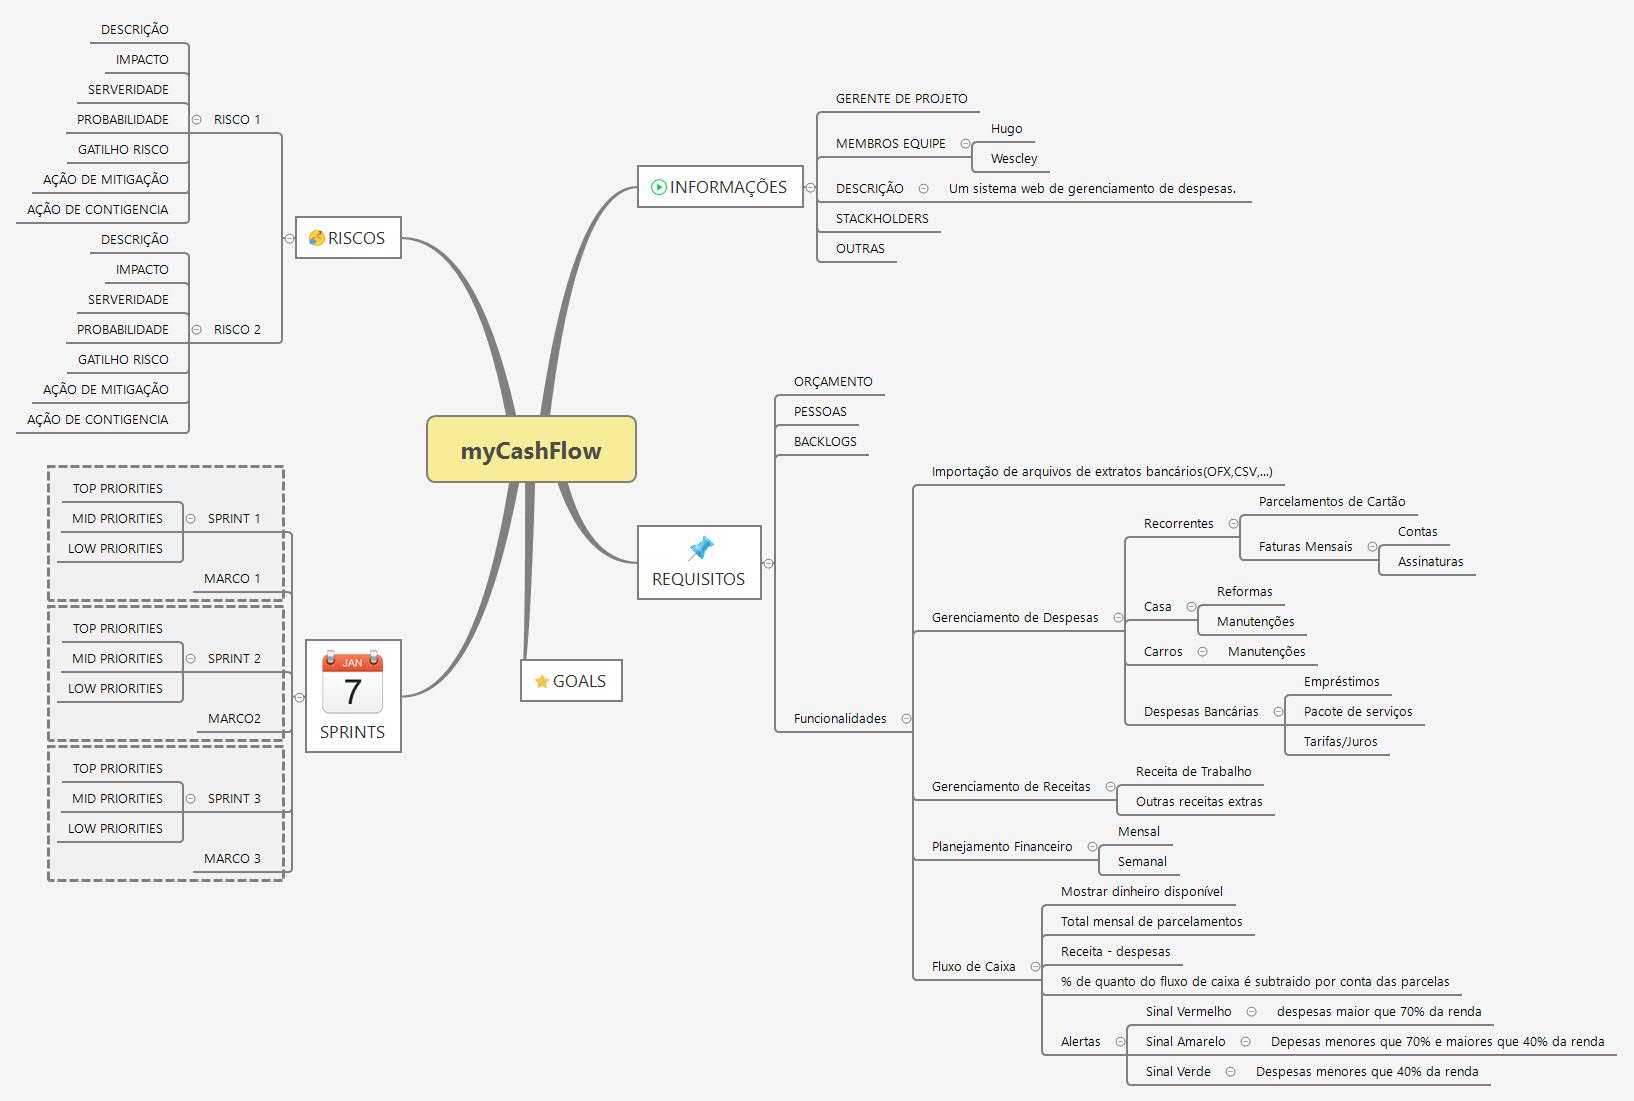 myCashFlow
INFORMAÇÕES
GERENTE DE PROJETO
MEMBROS EQUIPE
Hugo
Wescley
DESCRIÇÃO
Um sistema web de gerenciamento de despesas.
STACKHOLDERS
OUTRAS
REQUISITOS
ORÇAMENTO
PESSOAS
BACKLOGS
Funcionalidades
Importação de arquivos de extratos bancários(OFX,CSV,...)
Gerenciamento de Despesas
Recorrentes
Parcelamentos de Cartão
Faturas Mensais
Contas
Assinaturas
Casa
Reformas
Manutenções
Carros
Manutenções
Despesas Bancárias
Empréstimos
Pacote de serviços
Tarifas/Juros
Gerenciamento de Receitas
Receita de Trabalho
Outras receitas extras
Planejamento Financeiro
Mensal
Semanal
Fluxo de Caixa
Mostrar dinheiro disponível
Total mensal de parcelamentos
Receita - despesas
% de quanto do fluxo de caixa é subtraido por conta das parcelas
Alertas
Sinal Vermelho
despesas maior que 70% da renda
Sinal Amarelo
Depesas menores que 70% e maiores que 40% da renda
Sinal Verde
Despesas menores que 40% da renda
GOALS
JAN
7
SPRINTS
SPRINT 1
TOP PRIORITIES
MID PRIORITIES
LOW PRIORITIES
MARCO 1
SPRINT 2
TOP PRIORITIES
MID PRIORITIES
LOW PRIORITIES
MARCO2
SPRINT 3
TOP PRIORITIES
MID PRIORITIES
LOW PRIORITIES
MARCO 3
RISCOS
RISCO 1
DESCRIÇÃO
IMPACTO
SERVERIDADE
PROBABILIDADE
GATILHO RISCO
AÇÃO DE MITIGAÇÃO
AÇÃO DE CONTIGENCIA
RISCO 2
DESCRIÇÃO
IMPACTO
SERVERIDADE
PROBABILIDADE
GATILHO RISCO
AÇÃO DE MITIGAÇÃO
AÇÃO DE CONTIGENCIA